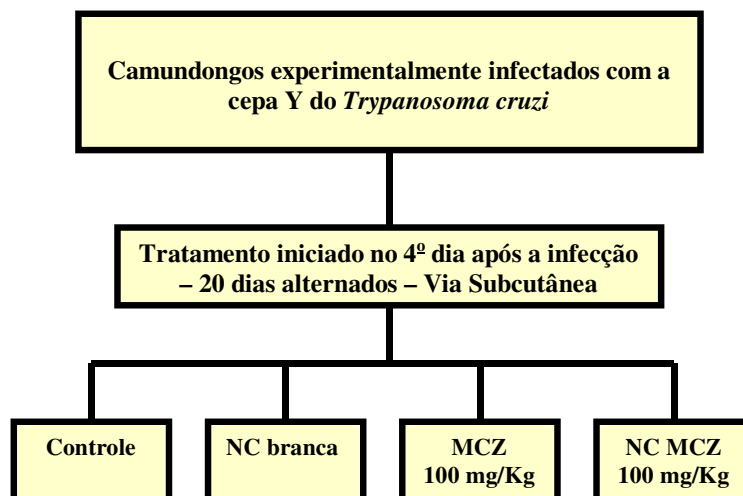 Camundongos experimentalmente infectados com a
cepa Y do Trypanosoma cruzi
Tratamento iniciado no 4º dia após a infecção
– 20 dias alternados – Via Subcutânea
Controle
NC branca
MCZ
100 mg/Kg
NC MCZ
100 mg/Kg